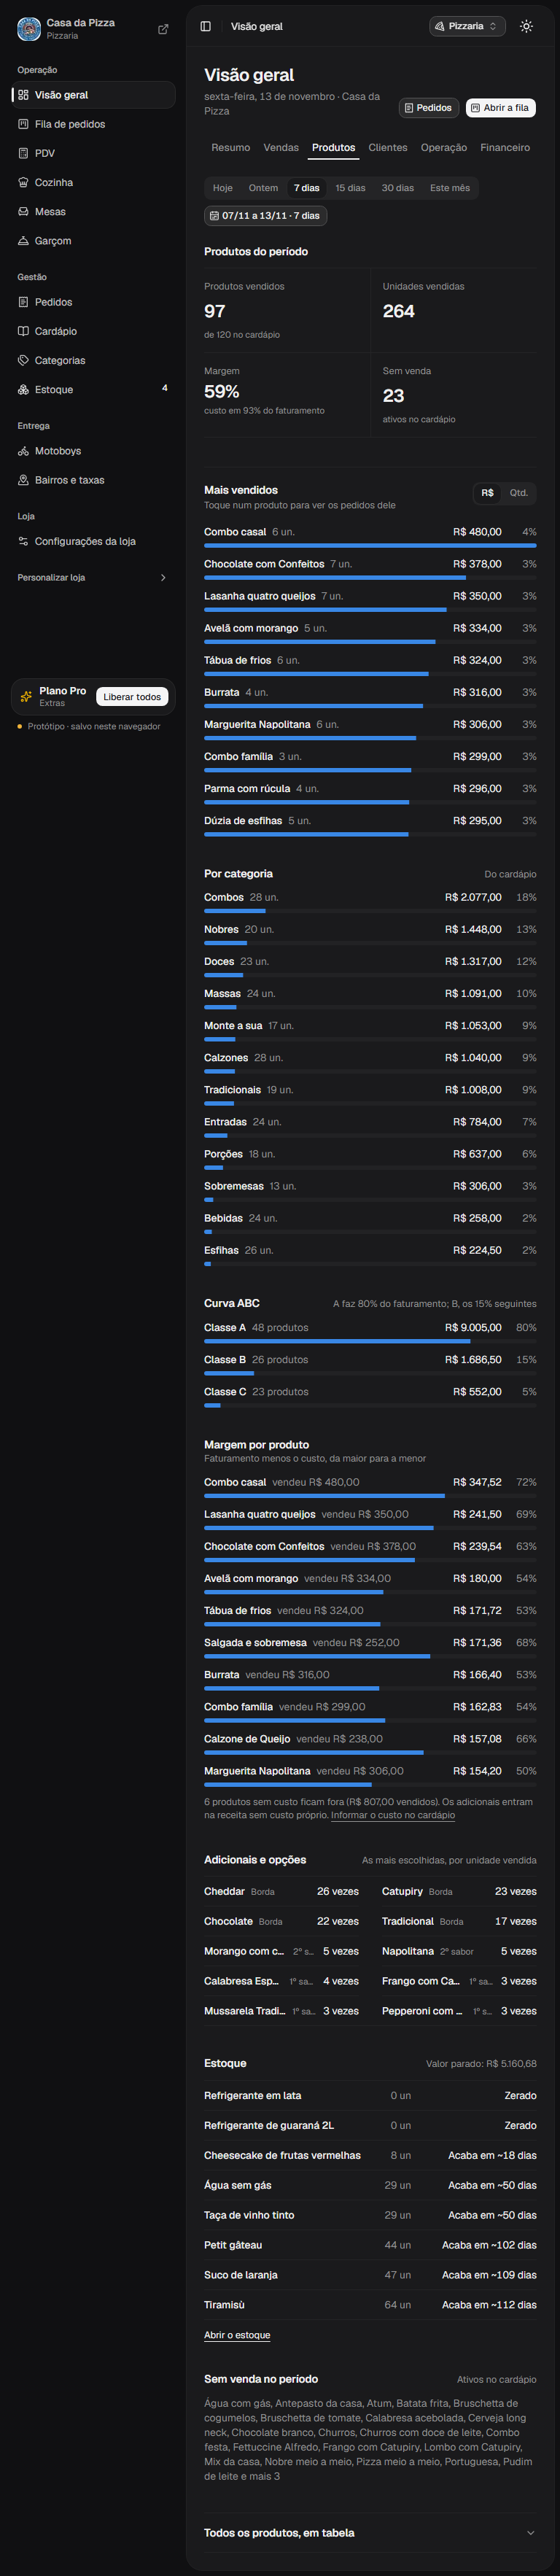 Casa da Pizza
Pizzaria
Operação
Visão geral
Fila de pedidos
PDV
Cozinha
Mesas
Garçom
Gestão
Pedidos
Cardápio
Categorias
Estoque 4
Entrega
Motoboys
Bairros e taxas
Loja
Configurações da loja
Personalizar loja
Plano Pro
Extras
Liberar todos
Protótipo · salvo neste navegador
Visão geral
Pizzaria
Visão geral
sexta-feira, 13 de novembro · Casa da
Pizza
Pedidos
Abrir a fila
Resumo Vendas Produtos Clientes Operação Financeiro
Hoje Ontem 7 dias 15 dias 30 dias Este mês
07/11 a 13/11 · 7 dias
Produtos do período
Produtos vendidos
97
de 120 no cardápio
Unidades vendidas
264
Margem
59%
custo em 93% do faturamento
Sem venda
23
ativos no cardápio
Mais vendidos
Toque num produto para ver os pedidos dele
R$ Qtd.
Combo casal 6 un. R$ 480,00 4%
Chocolate com Confeitos 7 un. R$ 378,00 3%
Lasanha quatro queijos 7 un. R$ 350,00 3%
Avelã com morango 5 un. R$ 334,00 3%
Tábua de frios 6 un. R$ 324,00 3%
Burrata 4 un. R$ 316,00 3%
Marguerita Napolitana 6 un. R$ 306,00 3%
Combo família 3 un. R$ 299,00 3%
Parma com rúcula 4 un. R$ 296,00 3%
Dúzia de esfihas 5 un. R$ 295,00 3%
Por categoria Do cardápio
Combos 28 un. R$ 2.077,00 18%
Nobres 20 un. R$ 1.448,00 13%
Doces 23 un. R$ 1.317,00 12%
Massas 24 un. R$ 1.091,00 10%
Monte a sua 17 un. R$ 1.053,00 9%
Calzones 28 un. R$ 1.040,00 9%
Tradicionais 19 un. R$ 1.008,00 9%
Entradas 24 un. R$ 784,00 7%
Porções 18 un. R$ 637,00 6%
Sobremesas 13 un. R$ 306,00 3%
Bebidas 24 un. R$ 258,00 2%
Esfihas 26 un. R$ 224,50 2%
Curva ABC A faz 80% do faturamento; B, os 15% seguintes
Classe A 48 produtos R$ 9.005,00 80%
Classe B 26 produtos R$ 1.686,50 15%
Classe C 23 produtos R$ 552,00 5%
Margem por produto
Faturamento menos o custo, da maior para a menor
Combo casal vendeu R$ 480,00 R$ 347,52 72%
Lasanha quatro queijos vendeu R$ 350,00 R$ 241,50 69%
Chocolate com Confeitos vendeu R$ 378,00 R$ 239,54 63%
Avelã com morango vendeu R$ 334,00 R$ 180,00 54%
Tábua de frios vendeu R$ 324,00 R$ 171,72 53%
Salgada e sobremesa vendeu R$ 252,00 R$ 171,36 68%
Burrata vendeu R$ 316,00 R$ 166,40 53%
Combo família vendeu R$ 299,00 R$ 162,83 54%
Calzone de Queijo vendeu R$ 238,00 R$ 157,08 66%
Marguerita Napolitana vendeu R$ 306,00 R$ 154,20 50%
6 produtos sem custo ficam fora (R$ 807,00 vendidos). Os adicionais entram
na receita sem custo próprio. Informar o custo no cardápio
Adicionais e opções As mais escolhidas, por unidade vendida
Cheddar Borda 26 vezes Catupiry Borda 23 vezes
Chocolate Borda 22 vezes Tradicional Borda 17 vezes
Morango com c... 2º s... 5 vezes Napolitana 2º sabor 5 vezes
Calabresa Esp... 1º sa... 4 vezes Frango com Ca... 1º sa... 3 vezes
Mussarela Tradi... 1º sa... 3 vezes Pepperoni com ... 1º s... 3 vezes
Estoque Valor parado: R$ 5.160,68
Refrigerante em lata 0 un Zerado
Refrigerante de guaraná 2L 0 un Zerado
Cheesecake de frutas vermelhas 8 un Acaba em ~18 dias
Água sem gás 29 un Acaba em ~50 dias
Taça de vinho tinto 29 un Acaba em ~50 dias
Petit gâteau 44 un Acaba em ~102 dias
Suco de laranja 47 un Acaba em ~109 dias
Tiramisù 64 un Acaba em ~112 dias
Abrir o estoque
Sem venda no período Ativos no cardápio
Água com gás, Antepasto da casa, Atum, Batata frita, Bruschetta de
cogumelos, Bruschetta de tomate, Calabresa acebolada, Cerveja long
neck, Chocolate branco, Churros, Churros com doce de leite, Combo
festa, Fettuccine Alfredo, Frango com Catupiry, Lombo com Catupiry,
Mix da casa, Nobre meio a meio, Pizza meio a meio, Portuguesa, Pudim
de leite e mais 3
Todos os produtos, em tabela